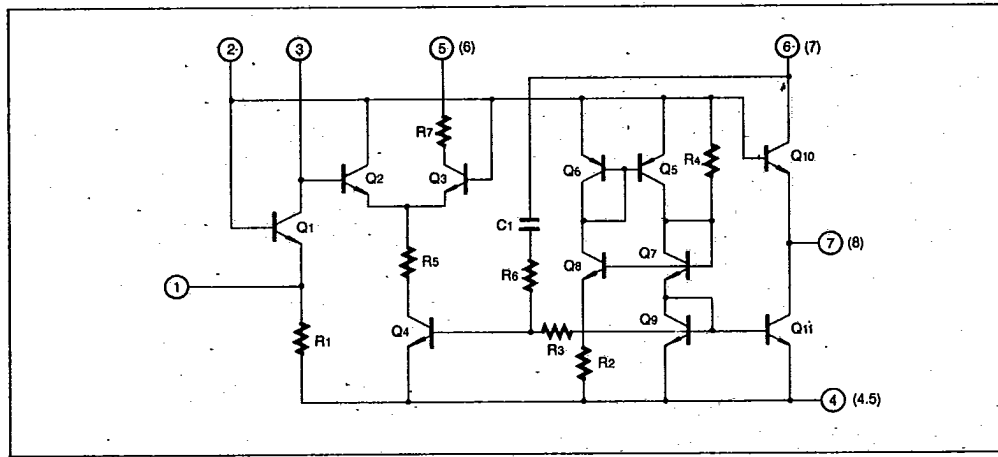 2 3 5 (6) 6 (7)
R7
Q2 Q3 Q6 Q5 R4 Q10
Q1 C1
Q8 Q7 7 (8)
R5 R6
1
Q4 Q9 Q11
R1 R3 R2
4 (4.5)